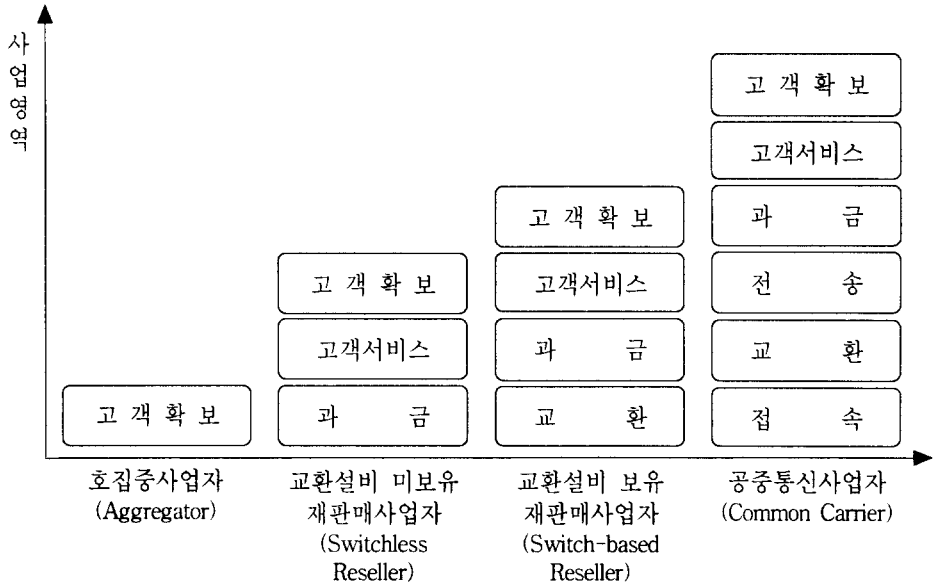 사업영역
고객확보
고객서비스
고객확보
과 금
고객확보
고객서비스
전 송
고객서비스
과 금
교 환
고객확보
과 금
교 환
접 속
호집중사업자
(Aggregator)
교환설비 미보유
재판매사업자
(Switchless
Reseller)
교환설비 보유
재판매사업자
(Switch-based
Reseller)
공중통신사업자
(Common Carrier)